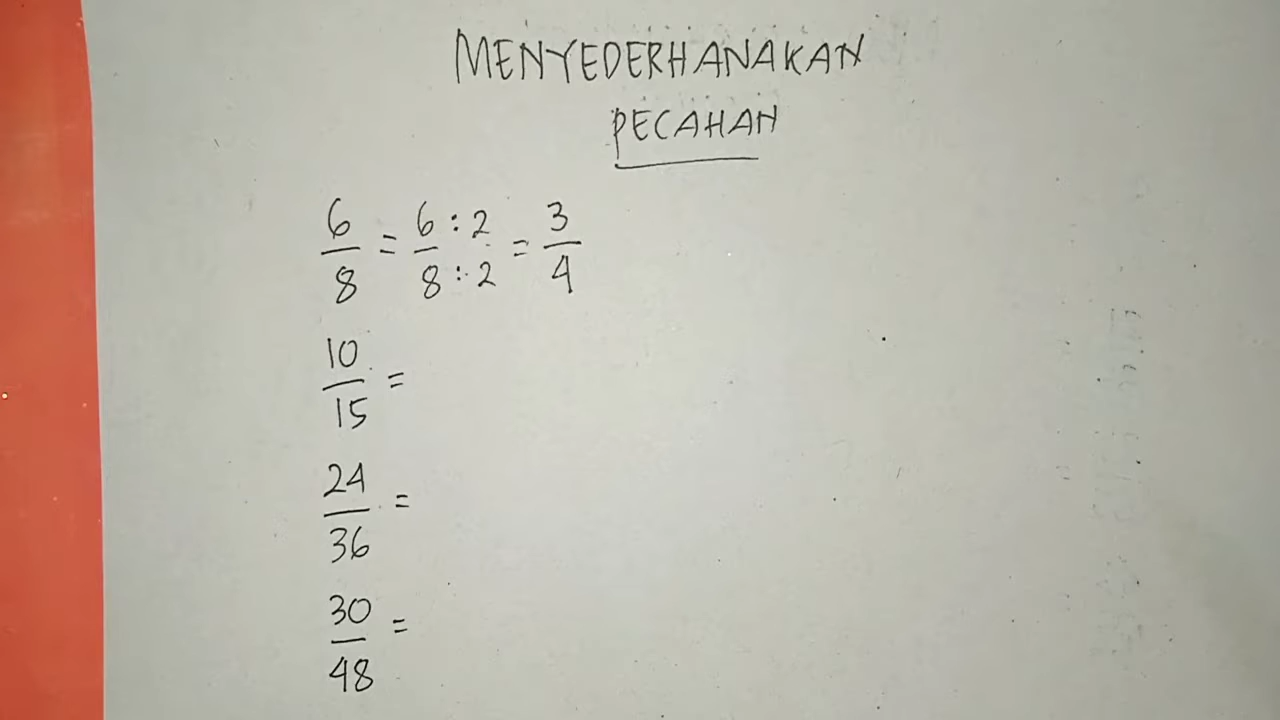 MENYEDERHANAKAN
PECAHAN
6/8 = 6 : 2 / 8 : 2 = 3/4
10/15 =
24/36 =
30/48 =